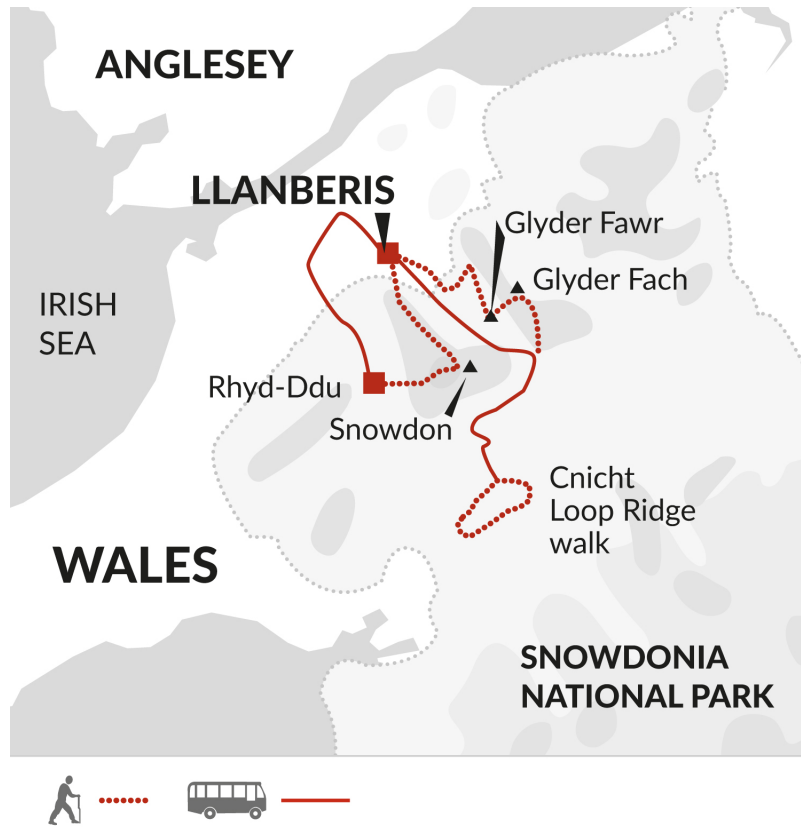 ANGLESEY
LLANBERIS
Glyder Fawr
Glyder Fach
IRISH
SEA
Rhyd-Ddu
Snowdon
Cnicht
Loop Ridge
walk
WALES
SNOWDONIA
NATIONAL PARK